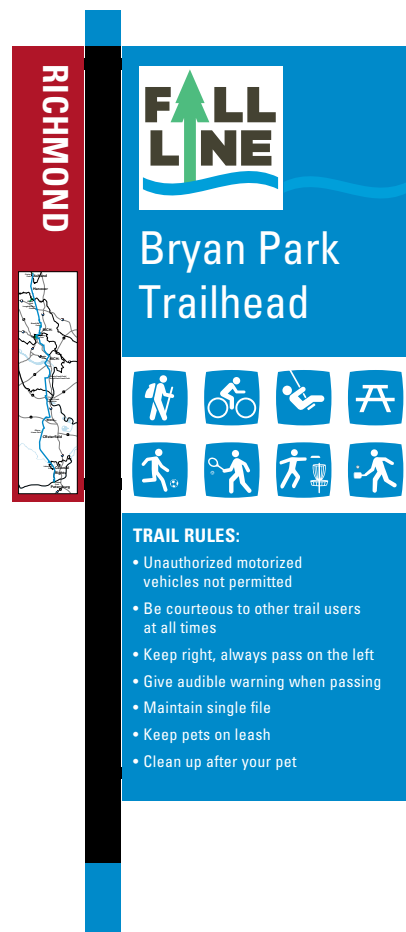 RICHMOND
FALL
LINE
Bryan Park
Trailhead
TRAIL RULES:
• Unauthorized motorized
vehicles not permitted
• Be courteous to other trail users
at all times
• Keep right, always pass on the left
• Give audible warning when passing
• Maintain single file
• Keep pets on leash
• Clean up after your pet